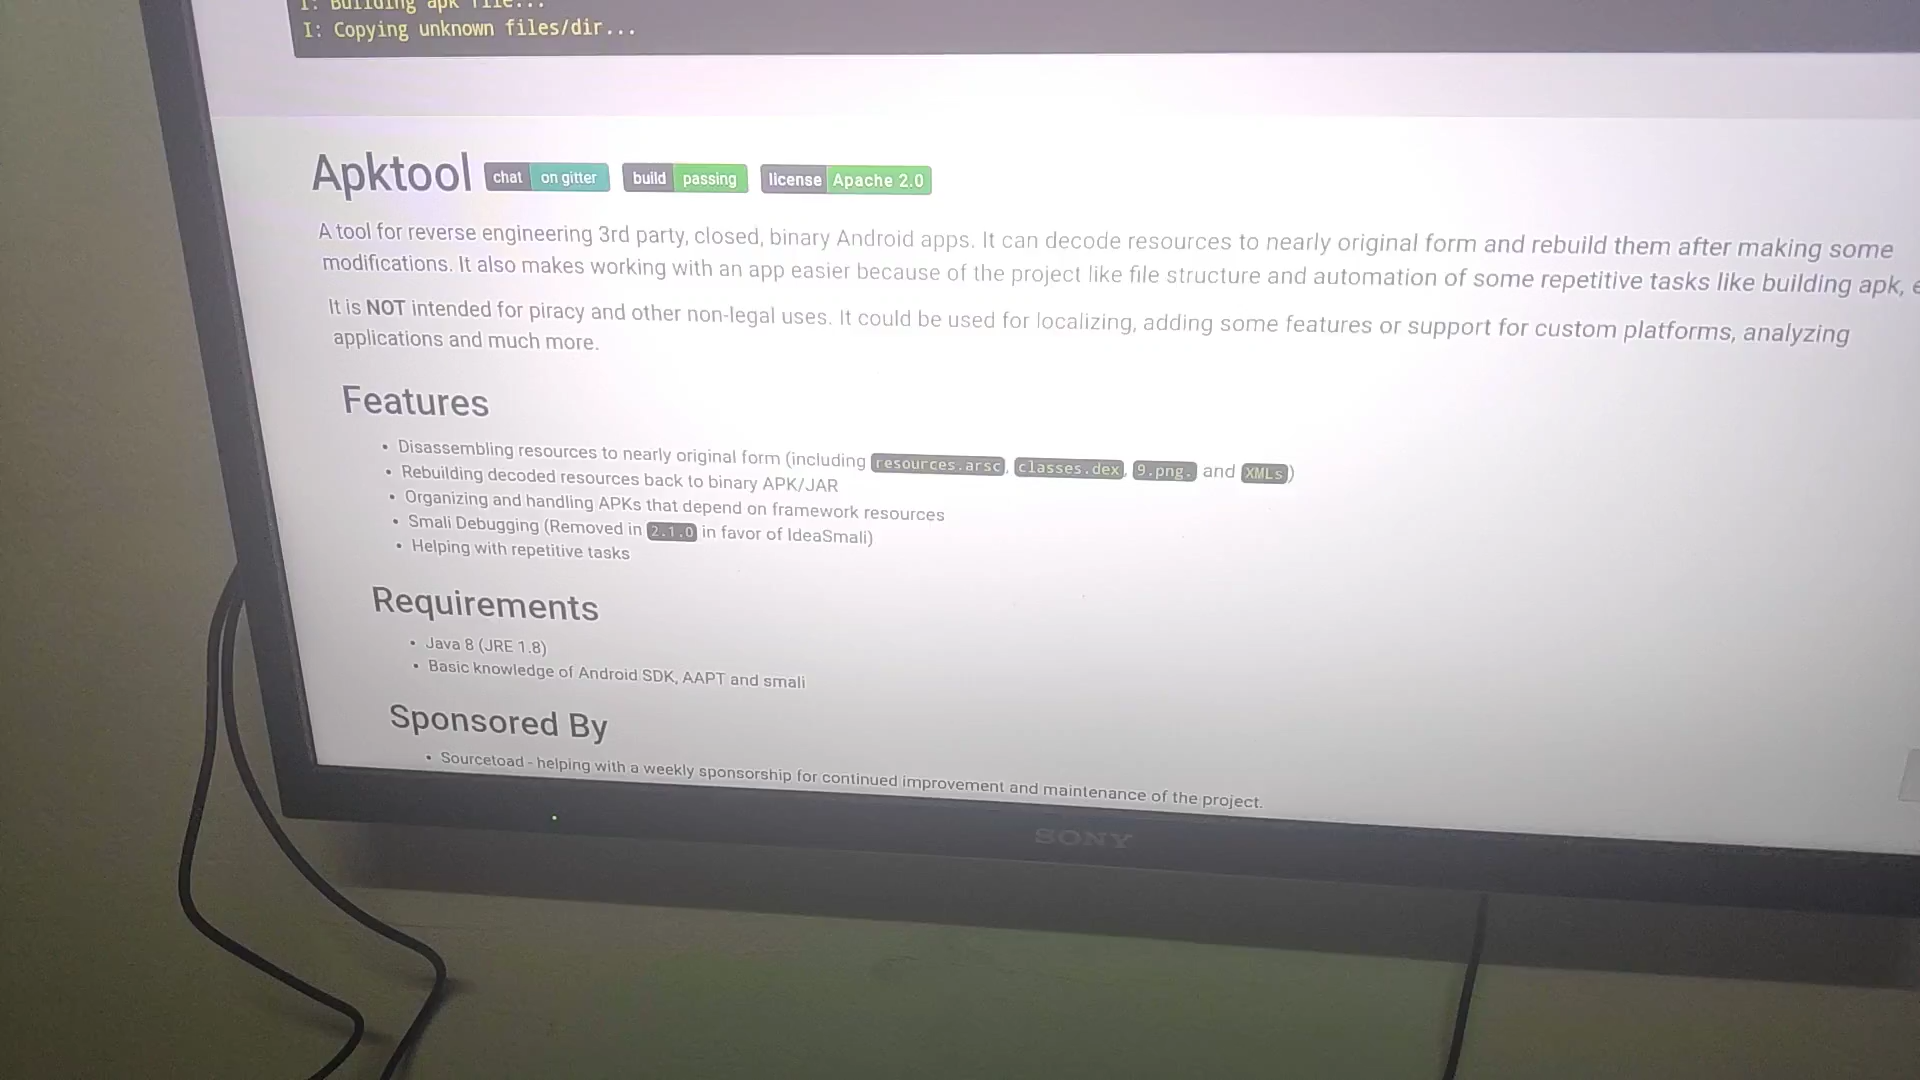 I: Building apk file...
I: Copying unknown files/dir...
Apktool chat on gitter build passing license Apache 2.0
A tool for reverse engineering 3rd party, closed, binary Android apps. It can decode resources to nearly original form and rebuild them after making some
modifications. It also makes working with an app easier because of the project like file structure and automation of some repetitive tasks like building apk,
It is NOT intended for piracy and other non-legal uses. It could be used for localizing, adding some features or support for custom platforms, analyzing
applications and much more.
Features
• Disassembling resources to nearly original form (including resources.arsc, classes.dex, 9.png. and XMLs)
• Rebuilding decoded resources back to binary APK/JAR
• Organizing and handling APKs that depend on framework resources
• Smali Debugging (Removed in 2.1.0 in favor of IdeaSmali)
• Helping with repetitive tasks
Requirements
• Java 8 (JRE 1.8)
• Basic knowledge of Android SDK, AAPT and smali
Sponsored By
• Sourcetoad - helping with a weekly sponsorship for continued improvement and maintenance of the project.
SONY